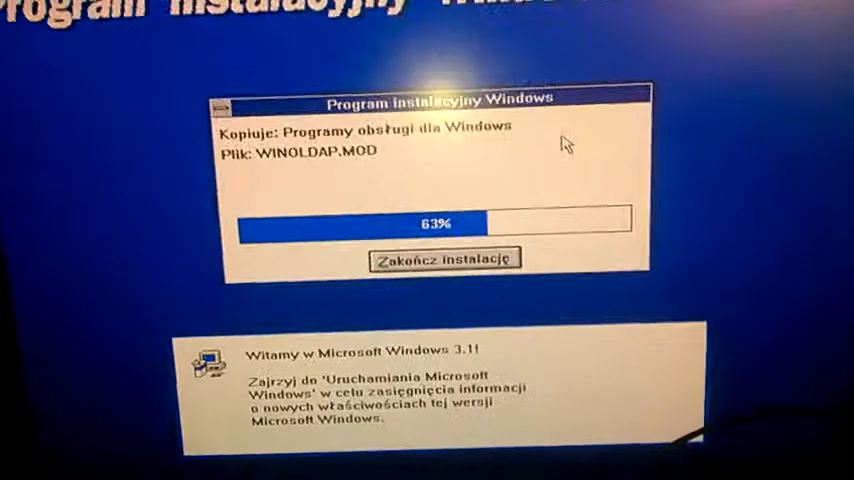 Program instalacyjny
Program instalacyjny Windows
Kopiuje: Programy obsługi dla Windows
Plik: WINOLDAP.MOD
63%
Zakończ instalację
Witamy w Microsoft Windows 3.1!
Zajrzyj do 'Uruchamiania Microsoft
Windows' w celu zasięgnięcia informacji
o nowych właściwościach tej wersji
Microsoft Windows.